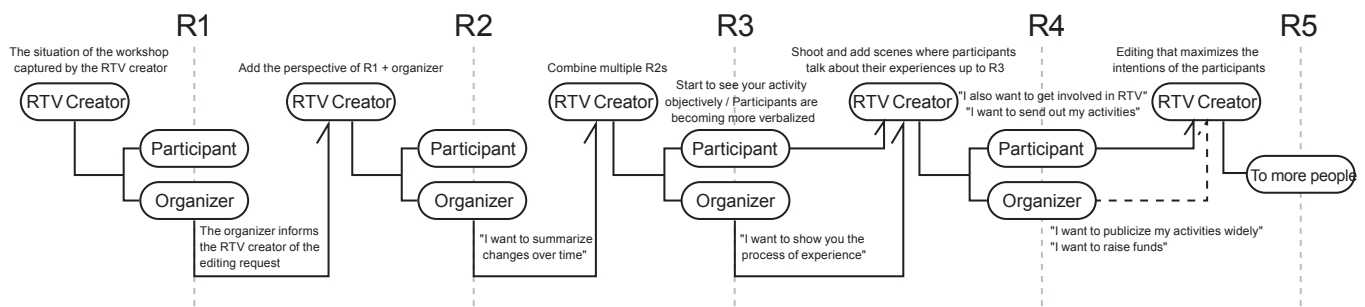 R1
R2
R3
R4
R5
The situation of the workshop
captured by the RTV creator
RTV Creator
Participant
Organizer
The organizer informs
the RTV creator of the
editing request
Add the perspective of R1 + organizer
RTV Creator
Participant
Organizer
"I want to summarize
changes over time"
Combine multiple R2s
RTV Creator
Start to see your activity
objectively / Participants are
becoming more verbalized
Participant
Organizer
"I want to show you the
process of experience"
Shoot and add scenes where participants
talk about their experiences up to R3
RTV Creator
"I also want to get involved in RTV"
"I want to send out my activities"
Participant
Organizer
"I want to publicize my activities widely"
"I want to raise funds"
Editing that maximizes the
intentions of the participants
RTV Creator
To more people